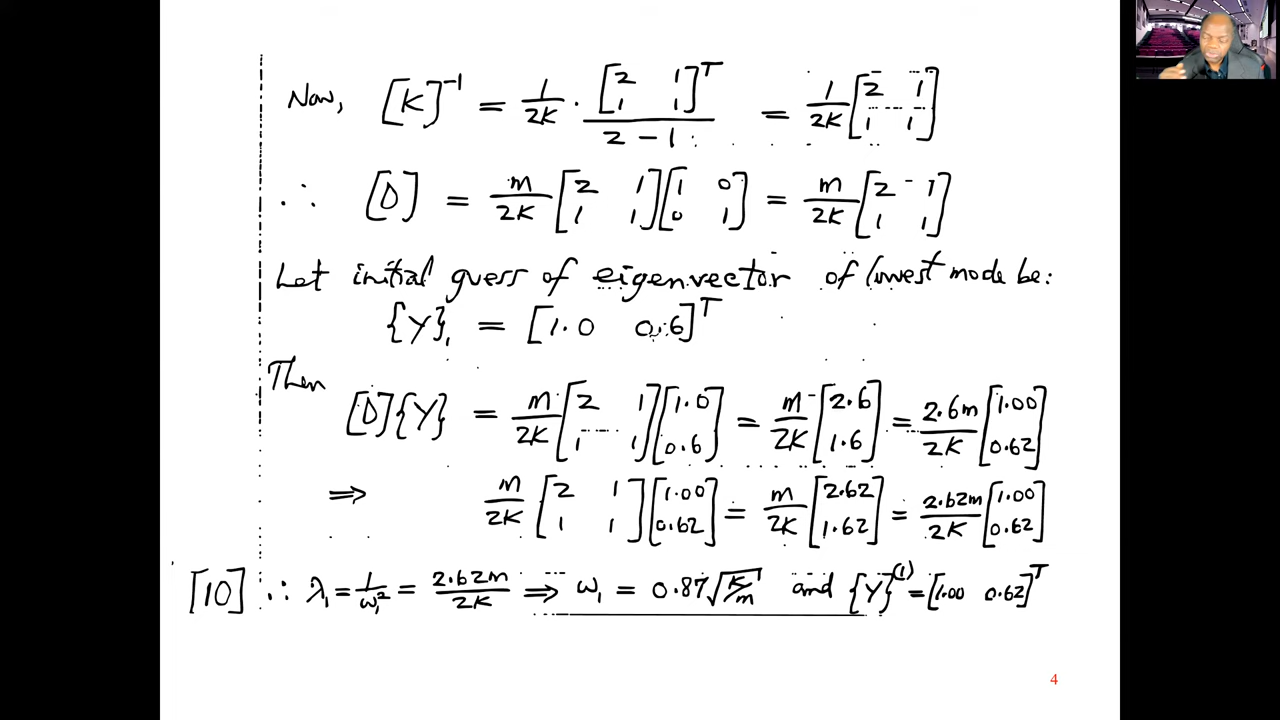 Now, [K]⁻¹ = 1/2K · [2 1; 1 1]ᵀ / 2 − 1 = 1/2K [2 1; 1 1]
∴ [D] = m/2K [2 1; 1 1][1 0; 0 1] = m/2K [2 1; 1 1]
Let initial guess of eigenvector of lowest mode be:
{Y}₁ = [1.0 0.6]ᵀ
Then
[D]{Y} = m/2K [2 1; 1 1][1.0; 0.6] = m/2K [2.6; 1.6] = 2.6m/2K [1.00; 0.62]
⇒ m/2K [2 1; 1 1][1.00; 0.62] = m/2K [2.62; 1.62] = 2.62m/2K [1.00; 0.62]
[10] ∴ λ₁ = 1/ω₁² = 2.62m/2K ⇒ ω₁ = 0.87√(K/m) and {Y}⁽¹⁾ = [1.00 0.62]ᵀ
4